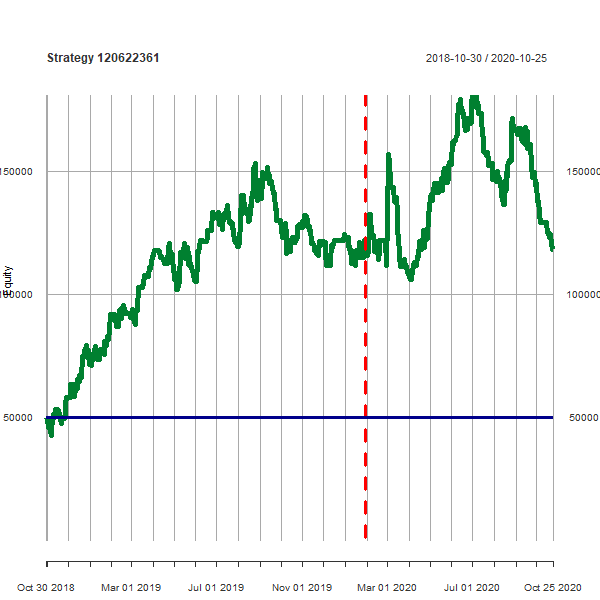 Strategy 120622361
2018-10-30 / 2020-10-25
150000
150000
Equity
100000
100000
50000
50000
Oct 30 2018
Mar 01 2019
Jul 01 2019
Nov 01 2019
Mar 01 2020
Jul 01 2020
Oct 25 2020